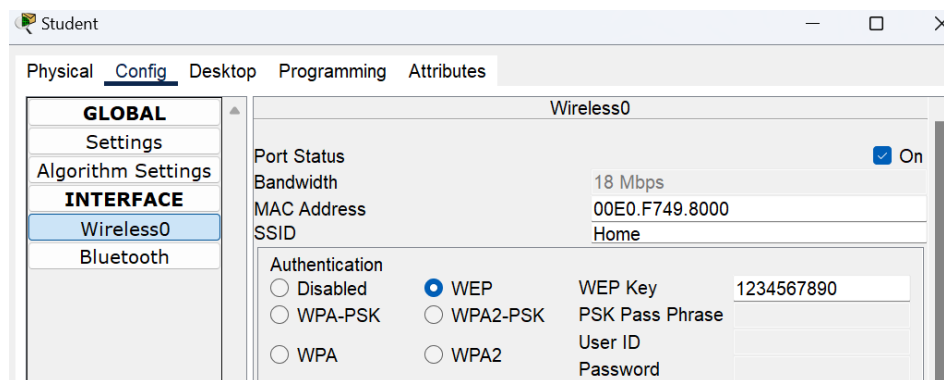 Student
Physical Config Desktop Programming Attributes
GLOBAL
Settings
Algorithm Settings
INTERFACE
Wireless0
Bluetooth
Wireless0
Port Status On
Bandwidth 18 Mbps
MAC Address 00E0.F749.8000
SSID Home
Authentication
Disabled WEP WEP Key 1234567890
WPA-PSK WPA2-PSK PSK Pass Phrase
User ID
WPA WPA2
Password